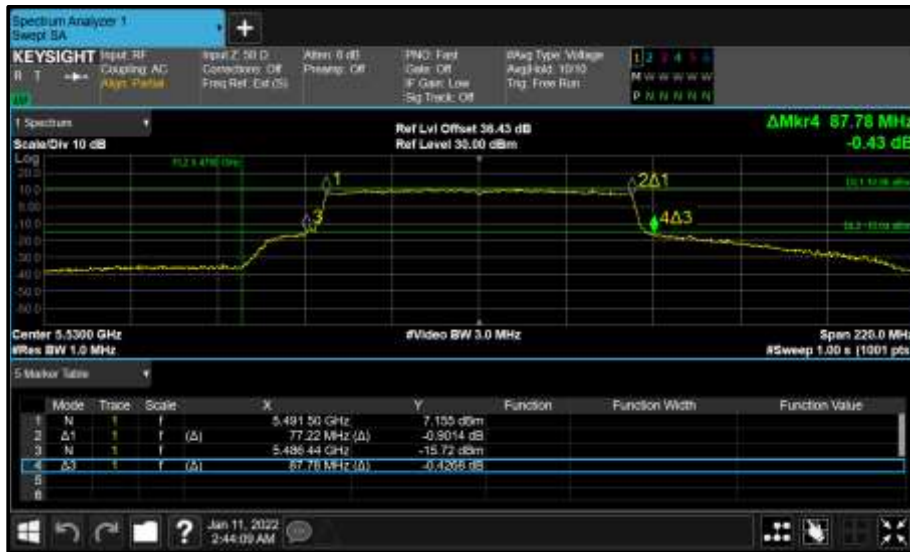 Spectrum Analyzer 1
Swept SA
+
KEYSIGHT
R T
Input: RF
Coupling: AC
Align: Partial
Input Z: 50 Ω
Corrections: Off
Freq Ref: Ext (S)
Atten: 6 dB
Preamp: Off
PNO: Fast
Gate: Off
IF Gain: Low
Sig Track: Off
#Avg Type: Voltage
Avg|Hold: 10/10
Trig: Free Run
1 2 3 4 5 6
M W W W W W
P N N N N N
1 Spectrum
Scale/Div 10 dB
Ref Lvl Offset 36.43 dB
Ref Level 30.00 dBm
ΔMkr4 87.78 MHz
-0.43 dB
Log
20.0
10.0
0.00
-10.0
-20.0
-30.0
-40.0
-50.0
-60.0
1
2Δ1
3
4Δ3
Center 5.5300 GHz
#Res BW 1.0 MHz
#Video BW 3.0 MHz
Span 220.0 MHz
#Sweep 1.00 s (1001 pts
5 Marker Table
Mode Trace Scale X Y Function Function Width Function Value
1 N 1 f 5.491 50 GHz 7.155 dBm
2 Δ1 1 f (Δ) 77.22 MHz (Δ) -0.9014 dB
3 N 1 f 5.486 44 GHz -15.72 dBm
4 Δ3 1 f (Δ) 87.78 MHz (Δ) -0.4266 dB
5
6
?
Jan 11, 2022
2:44:09 AM